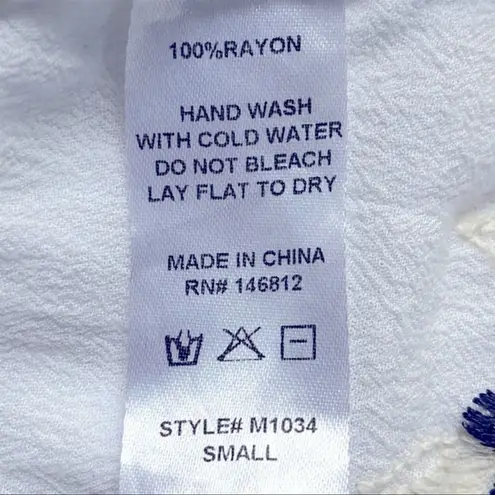 100%RAYON
HAND WASH
WITH COLD WATER
DO NOT BLEACH
LAY FLAT TO DRY
MADE IN CHINA
RN# 146812
STYLE# M1034
SMALL